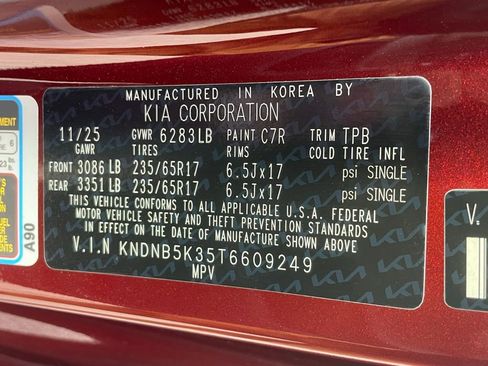 MANUFACTURED IN KOREA BY
KIA CORPORATION
11/25 GVWR 6283LB PAINT C7R TRIM TPB
GAWR TIRES RIMS COLD TIRE INFL
FRONT 3086 LB 235/65R17 6.5Jx17 psi SINGLE
REAR 3351 LB 235/65R17 6.5Jx17 psi SINGLE
THIS VEHICLE CONFORMS TO ALL APPLICABLE U.S.A. FEDERAL
MOTOR VEHICLE SAFETY AND THEFT PREVENTION STANDARDS
IN EFFECT ON THE DATE OF MANUFACTURE SHOWN ABOVE
V.I.N KNDNB5K35T6609249
MPV
A90
6
23
V.